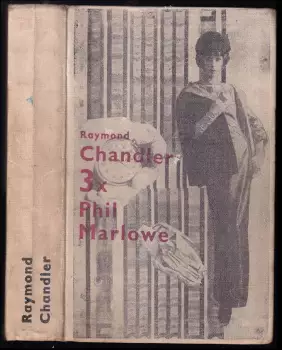 Raymond
Chandler
Raymond
Chandler
3x
Phil
Marlowe